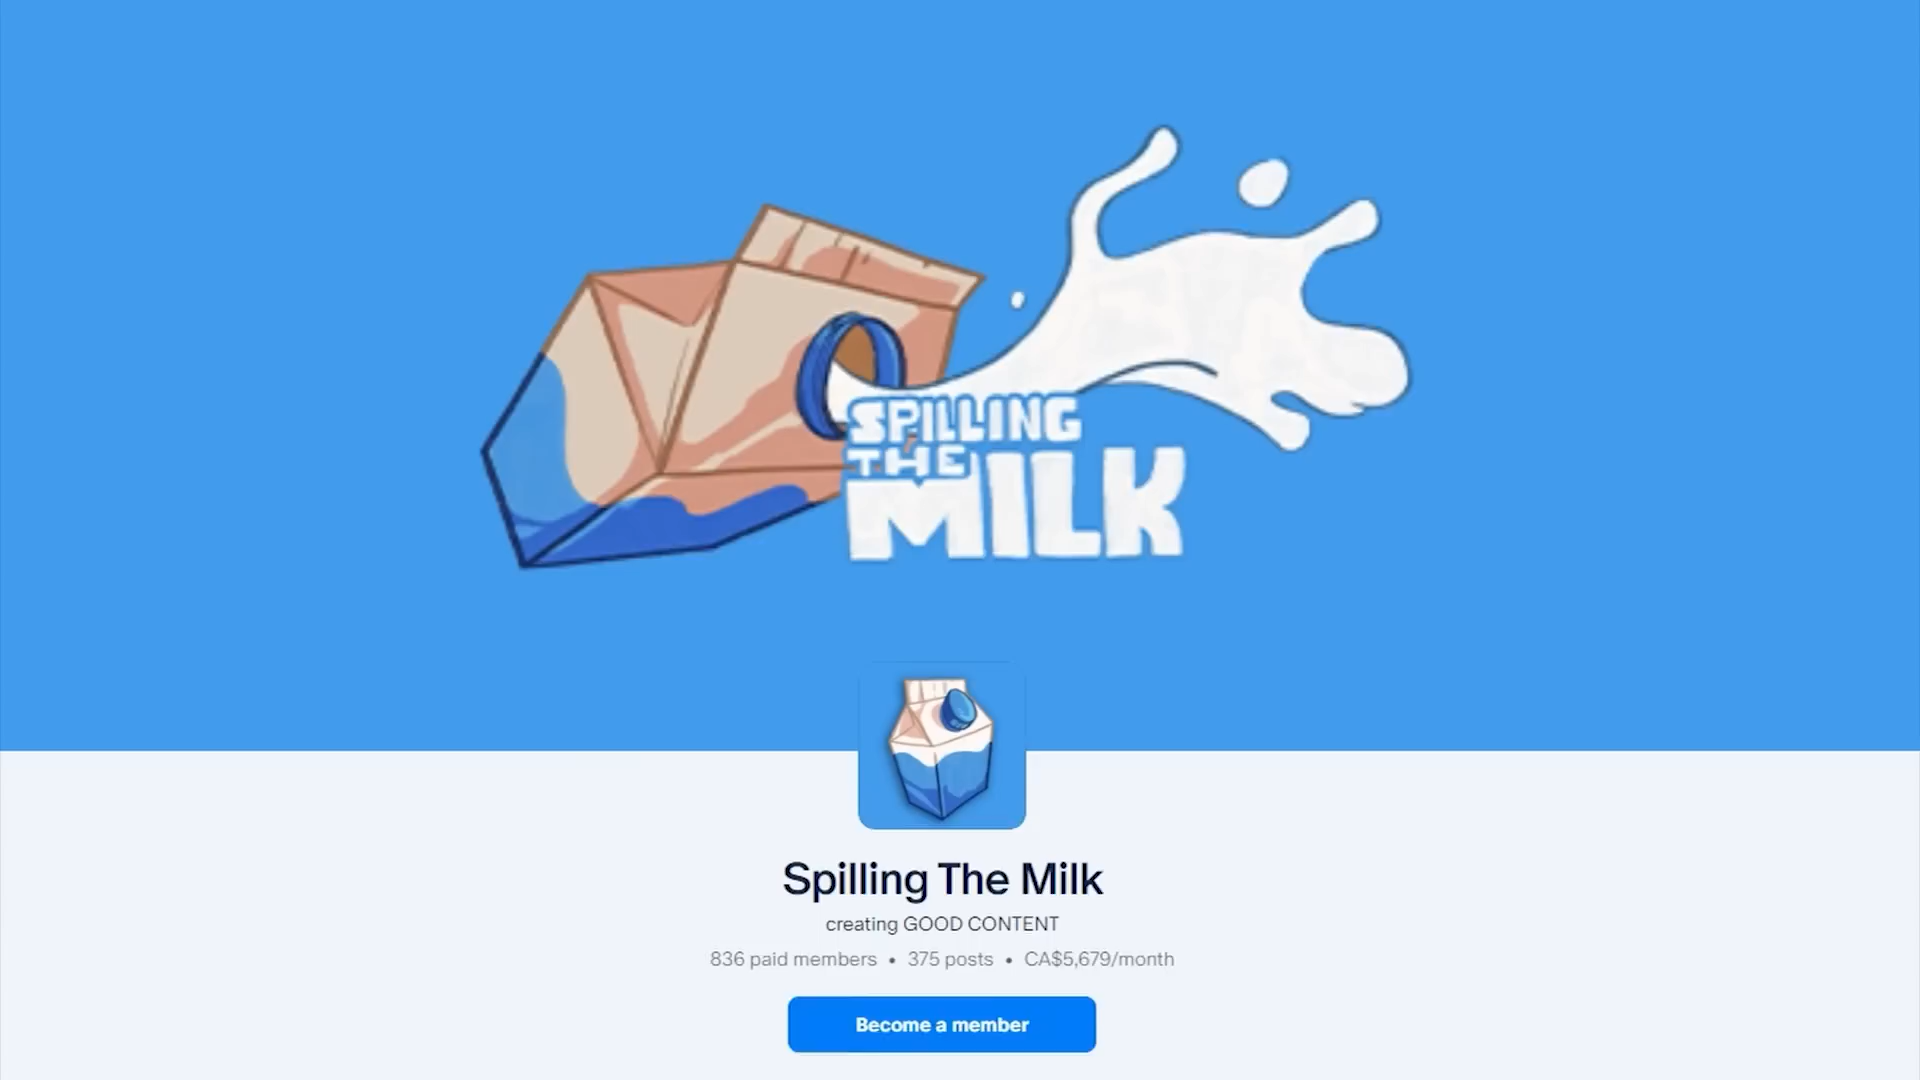 SPILLING
THE
MILK
Spilling The Milk
creating GOOD CONTENT
836 paid members • 375 posts • CA$5,679/month
Become a member